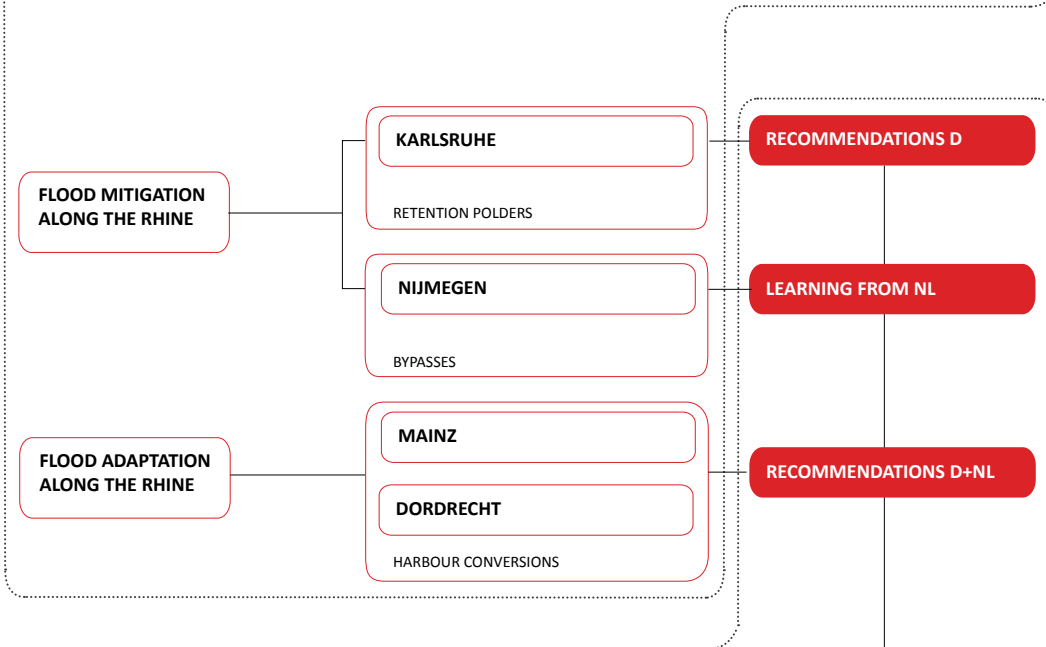 FLOOD MITIGATION
ALONG THE RHINE
KARLSRUHE
RETENTION POLDERS
RECOMMENDATIONS D
NIJMEGEN
BYPASSES
LEARNING FROM NL
FLOOD ADAPTATION
ALONG THE RHINE
MAINZ
DORDRECHT
HARBOUR CONVERSIONS
RECOMMENDATIONS D+NL